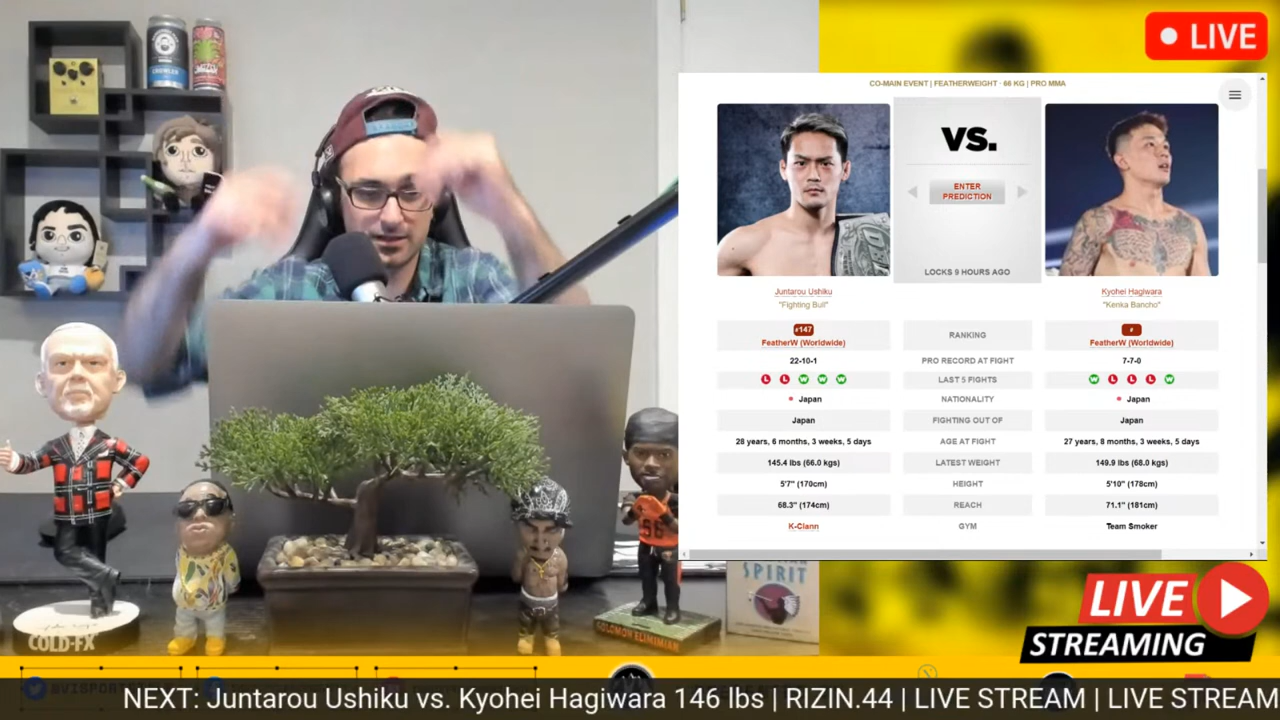 LIVE
CO-MAIN EVENT | FEATHERWEIGHT · 66 KG | PRO MMA
VS.
ENTER
PREDICTION
LOCKS 9 HOURS AGO
Juntarou Ushiku
"Fighting Bull"
Kyohei Hagiwara
"Kenka Bancho"
#147
FeatherW (Worldwide)
RANKING
#
FeatherW (Worldwide)
22-10-1
PRO RECORD AT FIGHT
7-7-0
L L W W W
LAST 5 FIGHTS
W L L L W
Japan
NATIONALITY
Japan
Japan
FIGHTING OUT OF
Japan
28 years, 6 months, 3 weeks, 5 days
AGE AT FIGHT
27 years, 8 months, 3 weeks, 5 days
145.4 lbs (66.0 kgs)
LATEST WEIGHT
149.9 lbs (68.0 kgs)
5'7" (170cm)
HEIGHT
5'10" (178cm)
68.3" (174cm)
REACH
71.1" (181cm)
K-Clann
GYM
Team Smoker
COLD-FX
56
SOLOMON ELIMIMIAN
SPIRIT
LIVE
STREAMING
NEXT: Juntarou Ushiku vs. Kyohei Hagiwara 146 lbs | RIZIN.44 | LIVE STREAM | LIVE STREAM